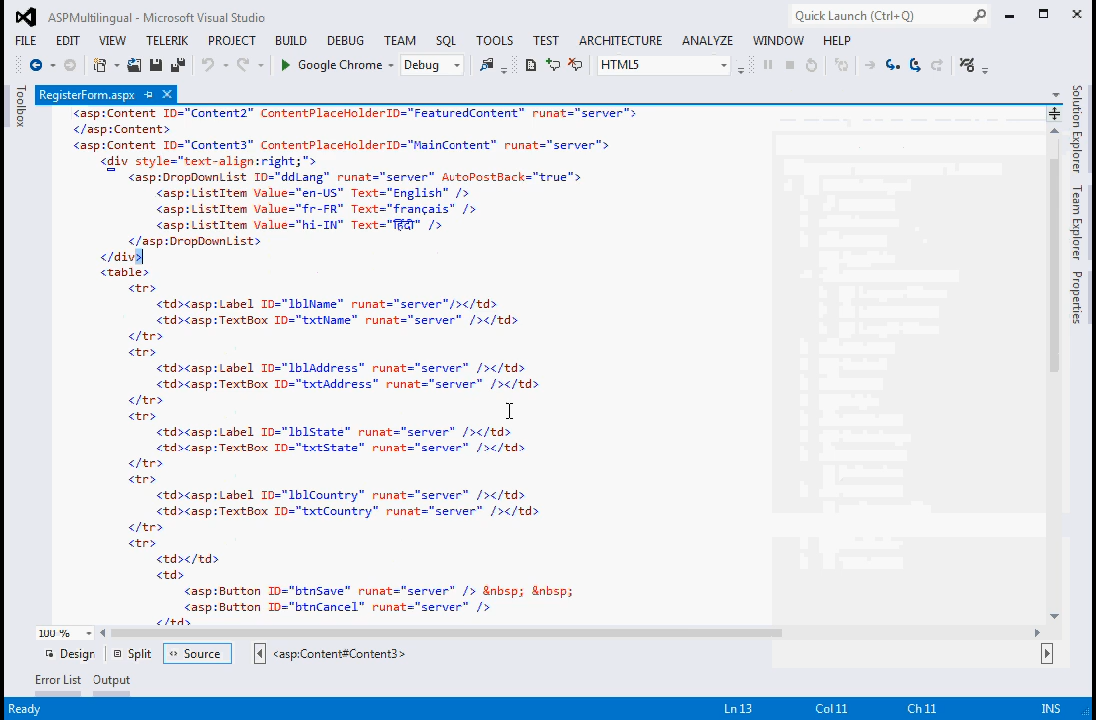 ASPMultilingual - Microsoft Visual Studio
Quick Launch (Ctrl+Q)
FILE EDIT VIEW TELERIK PROJECT BUILD DEBUG TEAM SQL TOOLS TEST ARCHITECTURE ANALYZE WINDOW HELP
Google Chrome Debug HTML5
Toolbox
RegisterForm.aspx
<asp:Content ID="Content2" ContentPlaceHolderID="FeaturedContent" runat="server">
</asp:Content>
<asp:Content ID="Content3" ContentPlaceHolderID="MainContent" runat="server">
<div style="text-align:right;">
<asp:DropDownList ID="ddLang" runat="server" AutoPostBack="true">
<asp:ListItem Value="en-US" Text="English" />
<asp:ListItem Value="fr-FR" Text="français" />
<asp:ListItem Value="hi-IN" Text="हिंदी" />
</asp:DropDownList>
</div>
<table>
<tr>
<td><asp:Label ID="lblName" runat="server"/></td>
<td><asp:TextBox ID="txtName" runat="server" /></td>
</tr>
<tr>
<td><asp:Label ID="lblAddress" runat="server" /></td>
<td><asp:TextBox ID="txtAddress" runat="server" /></td>
</tr>
<tr>
<td><asp:Label ID="lblState" runat="server" /></td>
<td><asp:TextBox ID="txtState" runat="server" /></td>
</tr>
<tr>
<td><asp:Label ID="lblCountry" runat="server" /></td>
<td><asp:TextBox ID="txtCountry" runat="server" /></td>
</tr>
<tr>
<td></td>
<td>
<asp:Button ID="btnSave" runat="server" /> &nbsp; &nbsp;
<asp:Button ID="btnCancel" runat="server" />
</td>
Solution Explorer
Team Explorer
Properties
100 %
Design Split Source <asp:Content#Content3>
Error List Output
Ready Ln 13 Col 11 Ch 11 INS